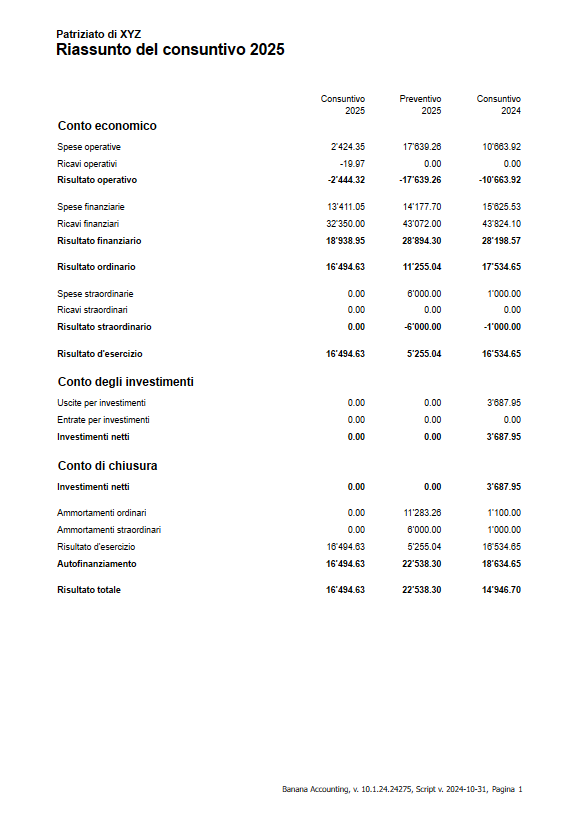 Patriziato di XYZ
Riassunto del consuntivo 2025
Consuntivo Preventivo Consuntivo
2025 2025 2024
Conto economico
Spese operative 2'424.35 17'639.26 10'663.92
Ricavi operativi -19.97 0.00 0.00
Risultato operativo -2'444.32 -17'639.26 -10'663.92
Spese finanziarie 13'411.05 14'177.70 15'625.53
Ricavi finanziari 32'350.00 43'072.00 43'824.10
Risultato finanziario 18'938.95 28'894.30 28'198.57
Risultato ordinario 16'494.63 11'255.04 17'534.65
Spese straordinarie 0.00 6'000.00 1'000.00
Ricavi straordinari 0.00 0.00 0.00
Risultato straordinario 0.00 -6'000.00 -1'000.00
Risultato d'esercizio 16'494.63 5'255.04 16'534.65
Conto degli investimenti
Uscite per investimenti 0.00 0.00 3'687.95
Entrate per investimenti 0.00 0.00 0.00
Investimenti netti 0.00 0.00 3'687.95
Conto di chiusura
Investimenti netti 0.00 0.00 3'687.95
Ammortamenti ordinari 0.00 11'283.26 1'100.00
Ammortamenti straordinari 0.00 6'000.00 1'000.00
Risultato d'esercizio 16'494.63 5'255.04 16'534.65
Autofinanziamento 16'494.63 22'538.30 18'634.65
Risultato totale 16'494.63 22'538.30 14'946.70
Banana Accounting, v. 10.1.24.24275, Script v. 2024-10-31, Pagina 1